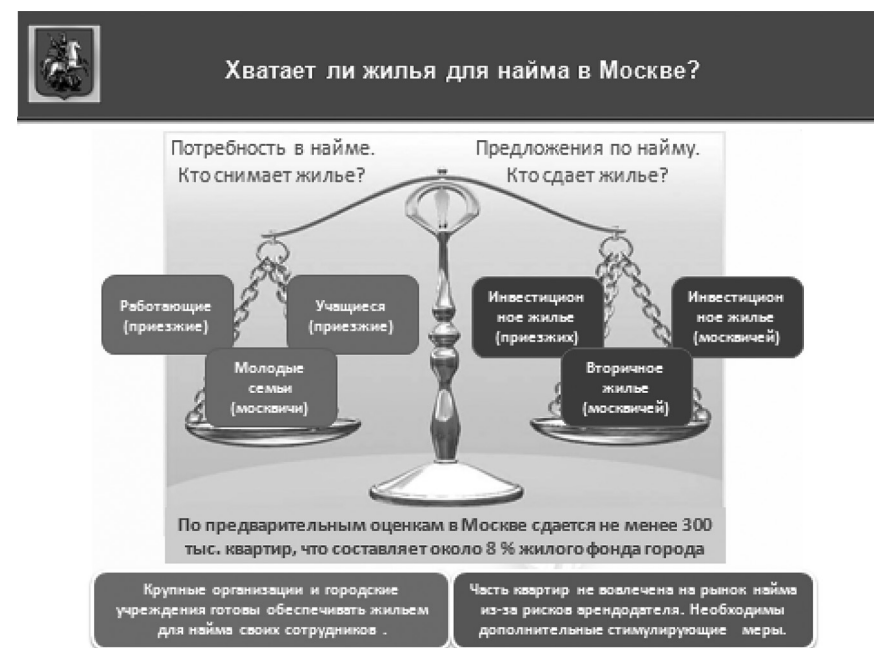 Хватает ли жилья для найма в Москве?
Потребность в найме.
Кто снимает жилье?
Предложения по найму.
Кто сдает жилье?
Работающие
(приезжие)
Учащиеся
(приезжие)
Молодые
семьи
(москвичи)
Инвестицион
ное жилье
(приезжих)
Инвестицион
ное жилье
(москвичей)
Вторичное
жилье
(москвичей)
По предварительным оценкам в Москве сдается не менее 300
тыс. квартир, что составляет около 8 % жилого фонда города
Крупные организации и городские
учреждения готовы обеспечивать жильем
для найма своих сотрудников .
Часть квартир не вовлечена на рынок найма
из-за рисков арендодателя. Необходимы
дополнительные стимулирующие меры.